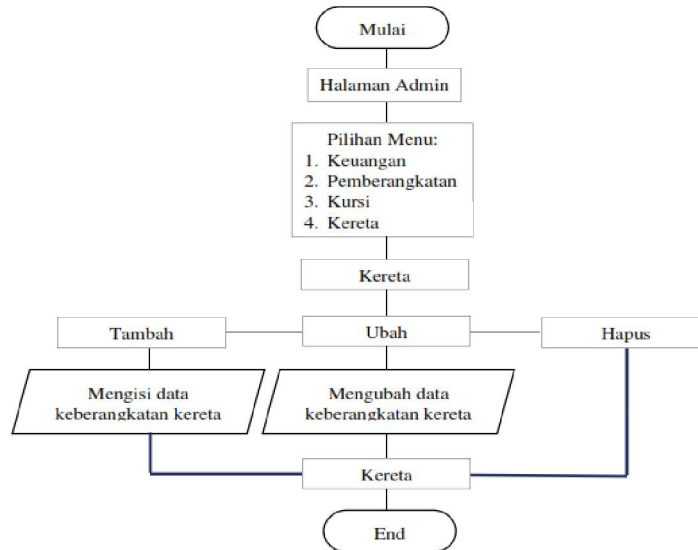 Mulai
Halaman Admin
Pilihan Menu:
1. Keuangan
2. Pemberangkatan
3. Kursi
4. Kereta
Kereta
Tambah
Ubah
Hapus
Mengisi data
keberangkatan kereta
Mengubah data
keberangkatan kereta
Kereta
End